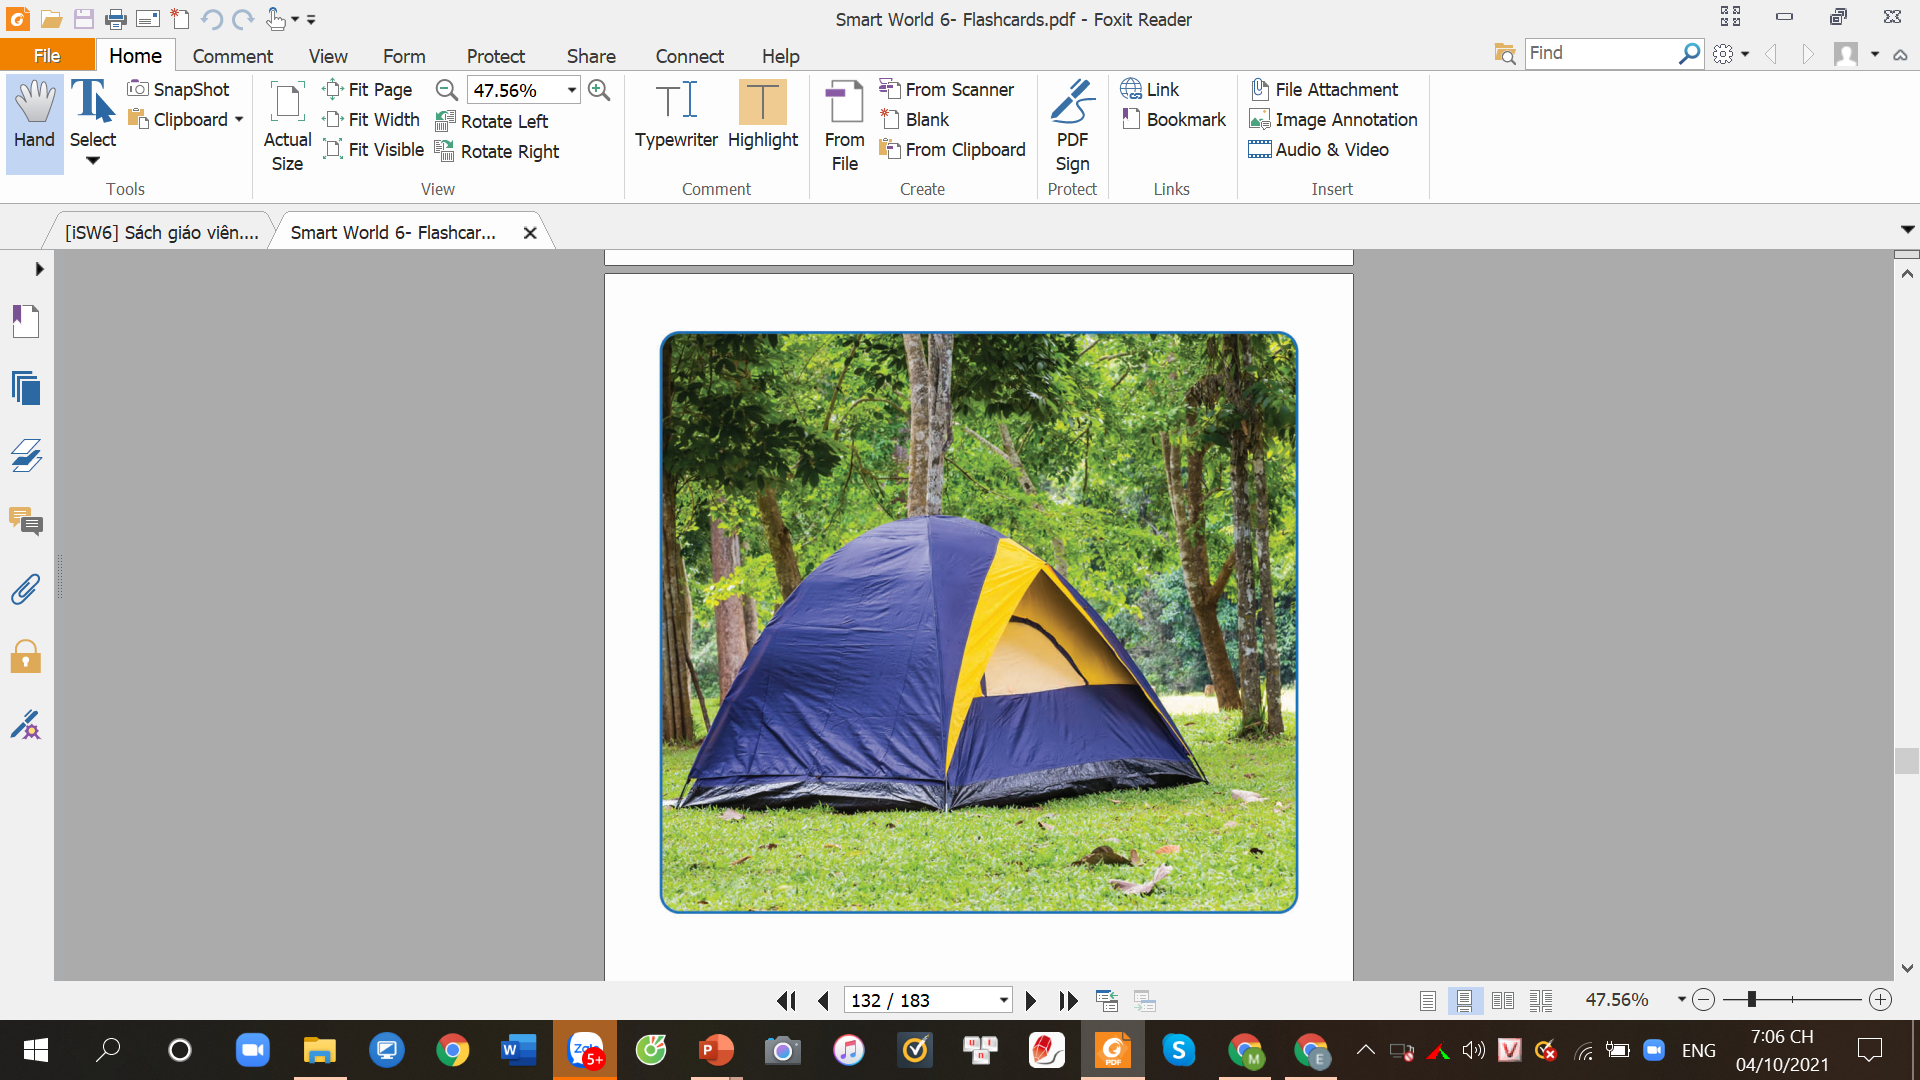 Smart World 6- Flashcards.pdf - Foxit Reader
File
Home
Comment
View
Form
Protect
Share
Connect
Help
Find
Hand
Select
SnapShot
Clipboard
Tools
Actual
Size
Fit Page
Fit Width
Fit Visible
47.56%
Rotate Left
Rotate Right
View
Typewriter
Highlight
Comment
From
File
From Scanner
Blank
From Clipboard
Create
PDF
Sign
Protect
Link
Bookmark
Links
File Attachment
Image Annotation
Audio & Video
Insert
[iSW6] Sách giáo viên....
Smart World 6- Flashcar...
132 / 183
47.56%
Zalo
5+
W
P
u i n
PDF
S
M
E
V
ENG
7:06 CH
04/10/2021